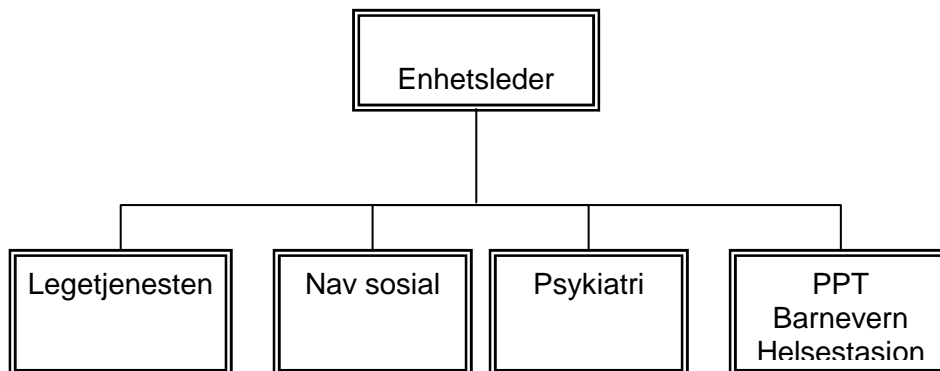 Enhetsleder
Legetjenesten
Nav sosial
Psykiatri
PPT
Barnevern
Helsestasjon